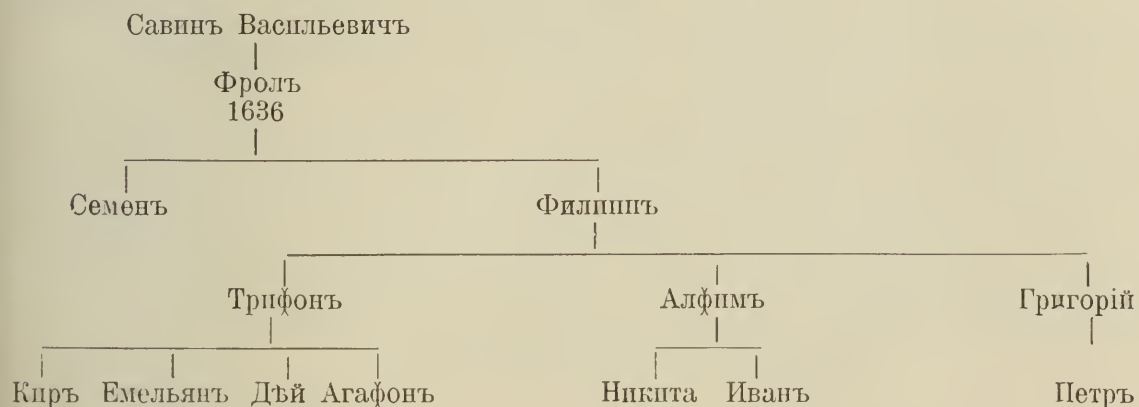 Савинъ Васильевичъ
Фролъ
1636
Семенъ Филиппъ
Трифонъ Алфимъ Григорій
Киръ Емельянъ Дѣй Агафонъ Никита Иванъ Петръ